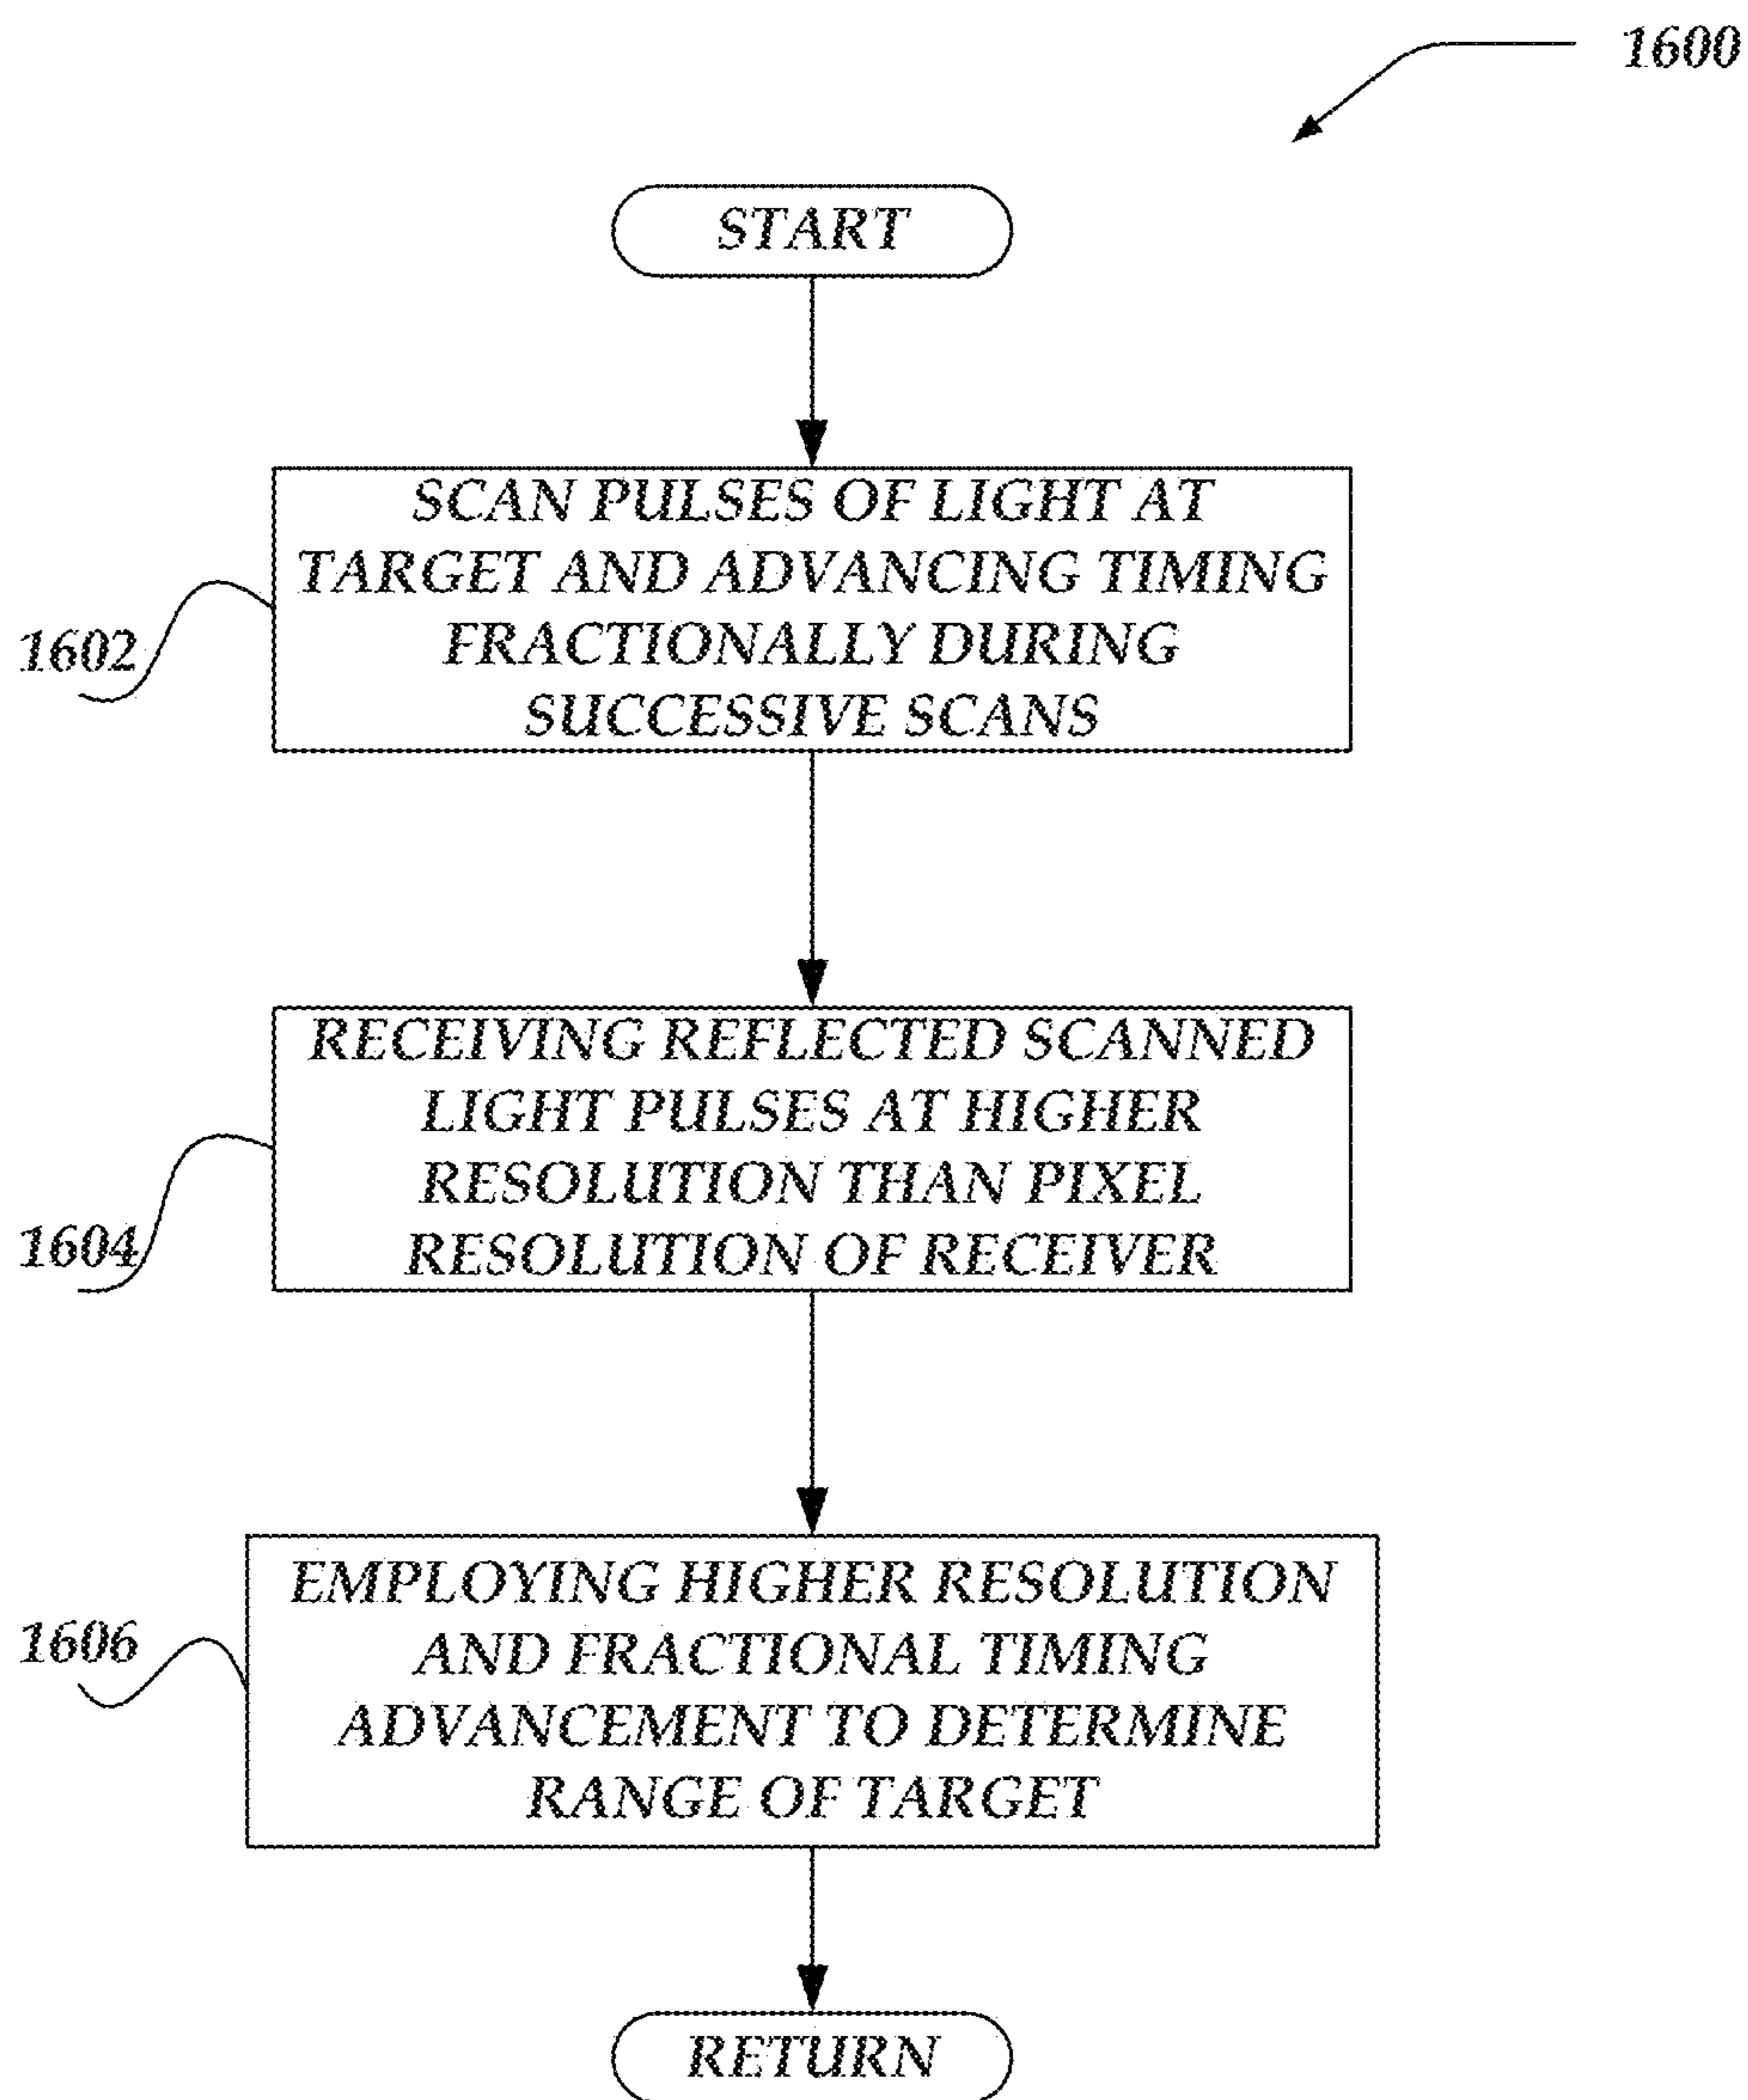 1600
START
SCAN PULSES OF LIGHT AT
TARGET AND ADVANCING TIMING
FRACTIONALLY DURING
SUCCESSIVE SCANS
1602
RECEIVING REFLECTED SCANNED
LIGHT PULSES AT HIGHER
RESOLUTION THAN PIXEL
RESOLUTION OF RECEIVER
1604
EMPLOYING HIGHER RESOLUTION
AND FRACTIONAL TIMING
ADVANCEMENT TO DETERMINE
RANGE OF TARGET
1606
RETURN